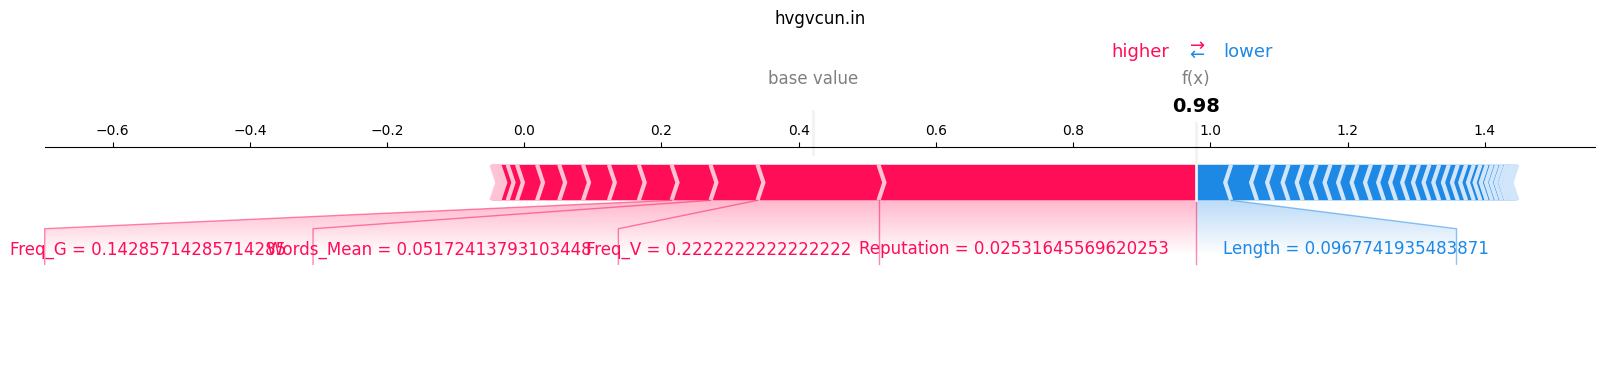 hvgvcun.in
higher ⇄ lower
base value f(x)
0.98
−0.6 −0.4 −0.2 0.0 0.2 0.4 0.6 0.8 1.0 1.2 1.4
Freq_G = 0.14285714285714285 Words_Mean = 0.05172413793103448 Freq_V = 0.2222222222222222 Reputation = 0.02531645569620253 Length = 0.0967741935483871